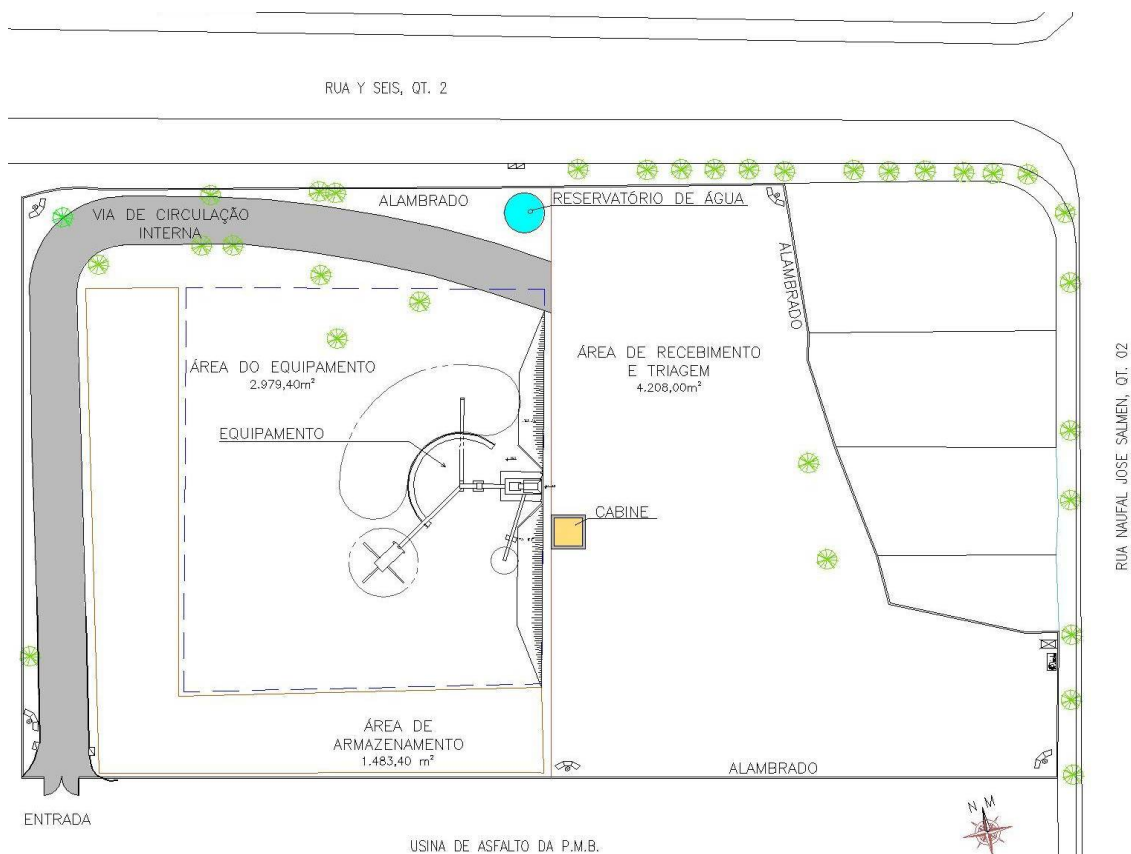 RUA Y SEIS, QT. 2
ALAMBRADO
RESERVATÓRIO DE ÁGUA
VIA DE CIRCULAÇÃO
INTERNA
ALAMBRADO
ÁREA DO EQUIPAMENTO
2.979,40m²
ÁREA DE RECEBIMENTO
E TRIAGEM
4.208,00m²
RUA NAUFAL JOSE SALMEN, QT. 02
EQUIPAMENTO
CABINE
ÁREA DE
ARMAZENAMENTO
1.483,40 m²
ALAMBRADO
ENTRADA
N M
USINA DE ASFALTO DA P.M.B.